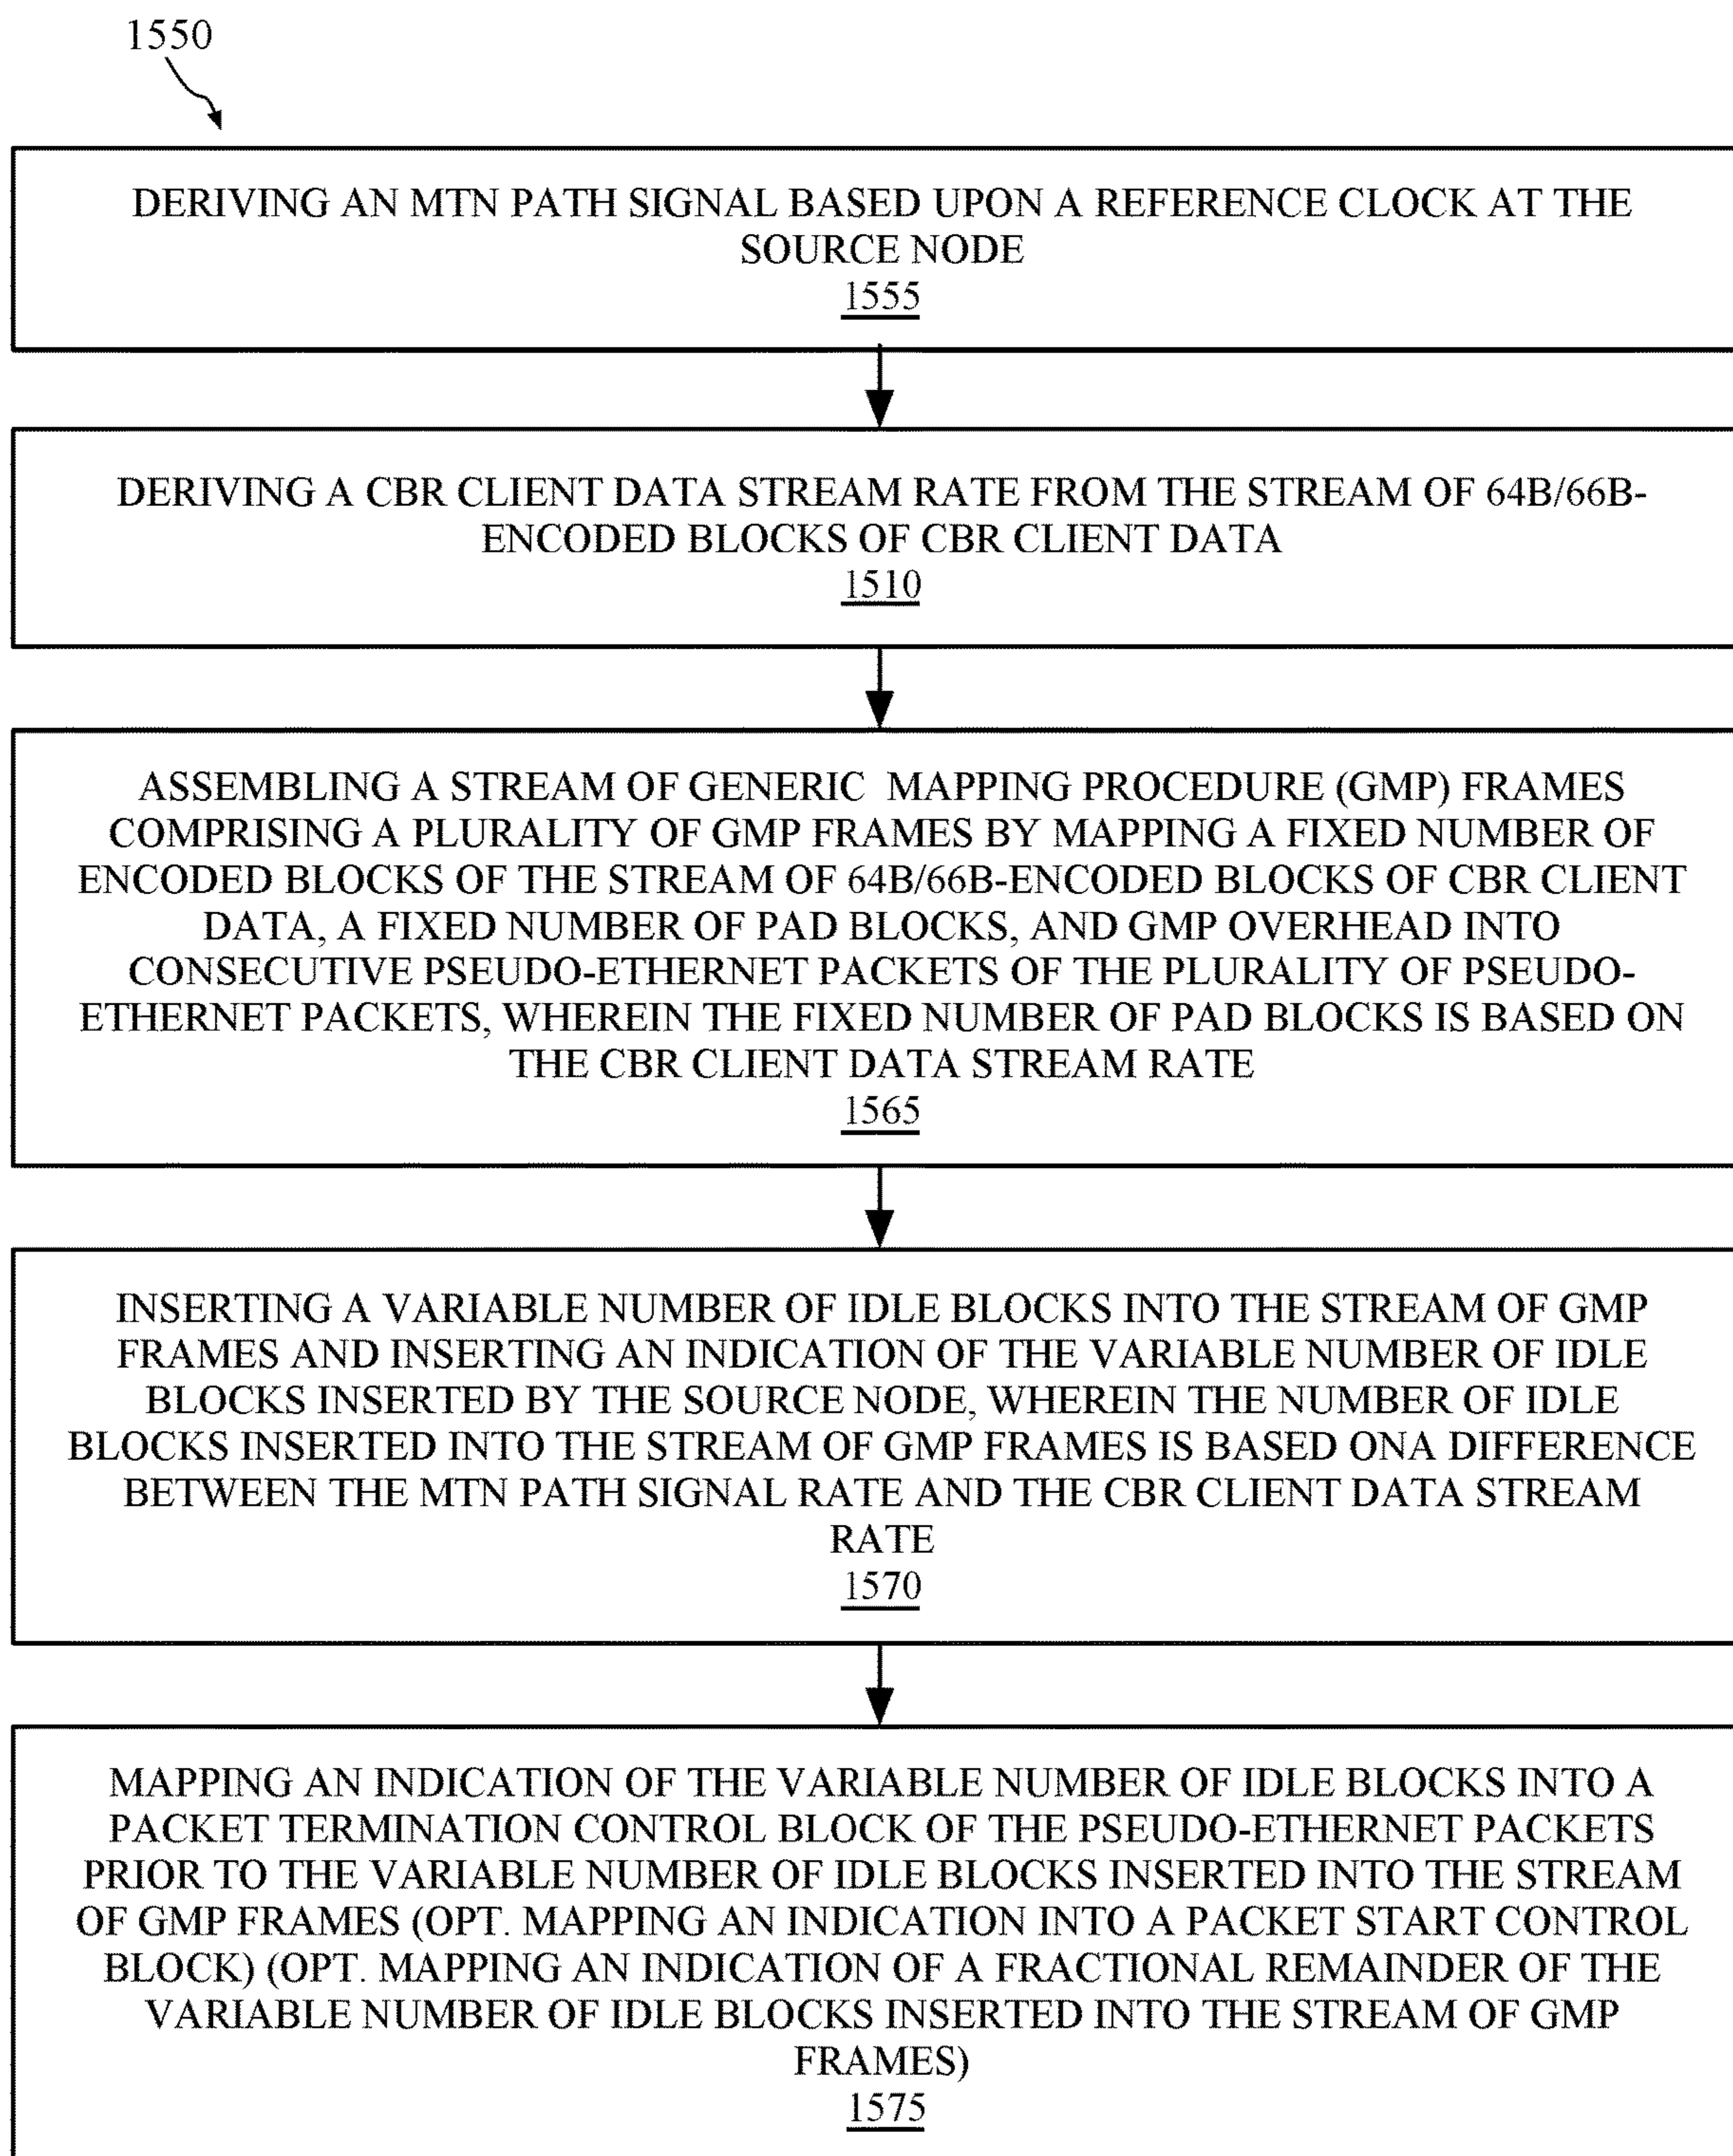 1550
DERIVING AN MTN PATH SIGNAL BASED UPON A REFERENCE CLOCK AT THE
SOURCE NODE
1555
DERIVING A CBR CLIENT DATA STREAM RATE FROM THE STREAM OF 64B/66B-
ENCODED BLOCKS OF CBR CLIENT DATA
1510
ASSEMBLING A STREAM OF GENERIC MAPPING PROCEDURE (GMP) FRAMES
COMPRISING A PLURALITY OF GMP FRAMES BY MAPPING A FIXED NUMBER OF
ENCODED BLOCKS OF THE STREAM OF 64B/66B-ENCODED BLOCKS OF CBR CLIENT
DATA, A FIXED NUMBER OF PAD BLOCKS, AND GMP OVERHEAD INTO
CONSECUTIVE PSEUDO-ETHERNET PACKETS OF THE PLURALITY OF PSEUDO-
ETHERNET PACKETS, WHEREIN THE FIXED NUMBER OF PAD BLOCKS IS BASED ON
THE CBR CLIENT DATA STREAM RATE
1565
INSERTING A VARIABLE NUMBER OF IDLE BLOCKS INTO THE STREAM OF GMP
FRAMES AND INSERTING AN INDICATION OF THE VARIABLE NUMBER OF IDLE
BLOCKS INSERTED BY THE SOURCE NODE, WHEREIN THE NUMBER OF IDLE
BLOCKS INSERTED INTO THE STREAM OF GMP FRAMES IS BASED ONA DIFFERENCE
BETWEEN THE MTN PATH SIGNAL RATE AND THE CBR CLIENT DATA STREAM
RATE
1570
MAPPING AN INDICATION OF THE VARIABLE NUMBER OF IDLE BLOCKS INTO A
PACKET TERMINATION CONTROL BLOCK OF THE PSEUDO-ETHERNET PACKETS
PRIOR TO THE VARIABLE NUMBER OF IDLE BLOCKS INSERTED INTO THE STREAM
OF GMP FRAMES (OPT. MAPPING AN INDICATION INTO A PACKET START CONTROL
BLOCK) (OPT. MAPPING AN INDICATION OF A FRACTIONAL REMAINDER OF THE
VARIABLE NUMBER OF IDLE BLOCKS INSERTED INTO THE STREAM OF GMP
FRAMES)
1575